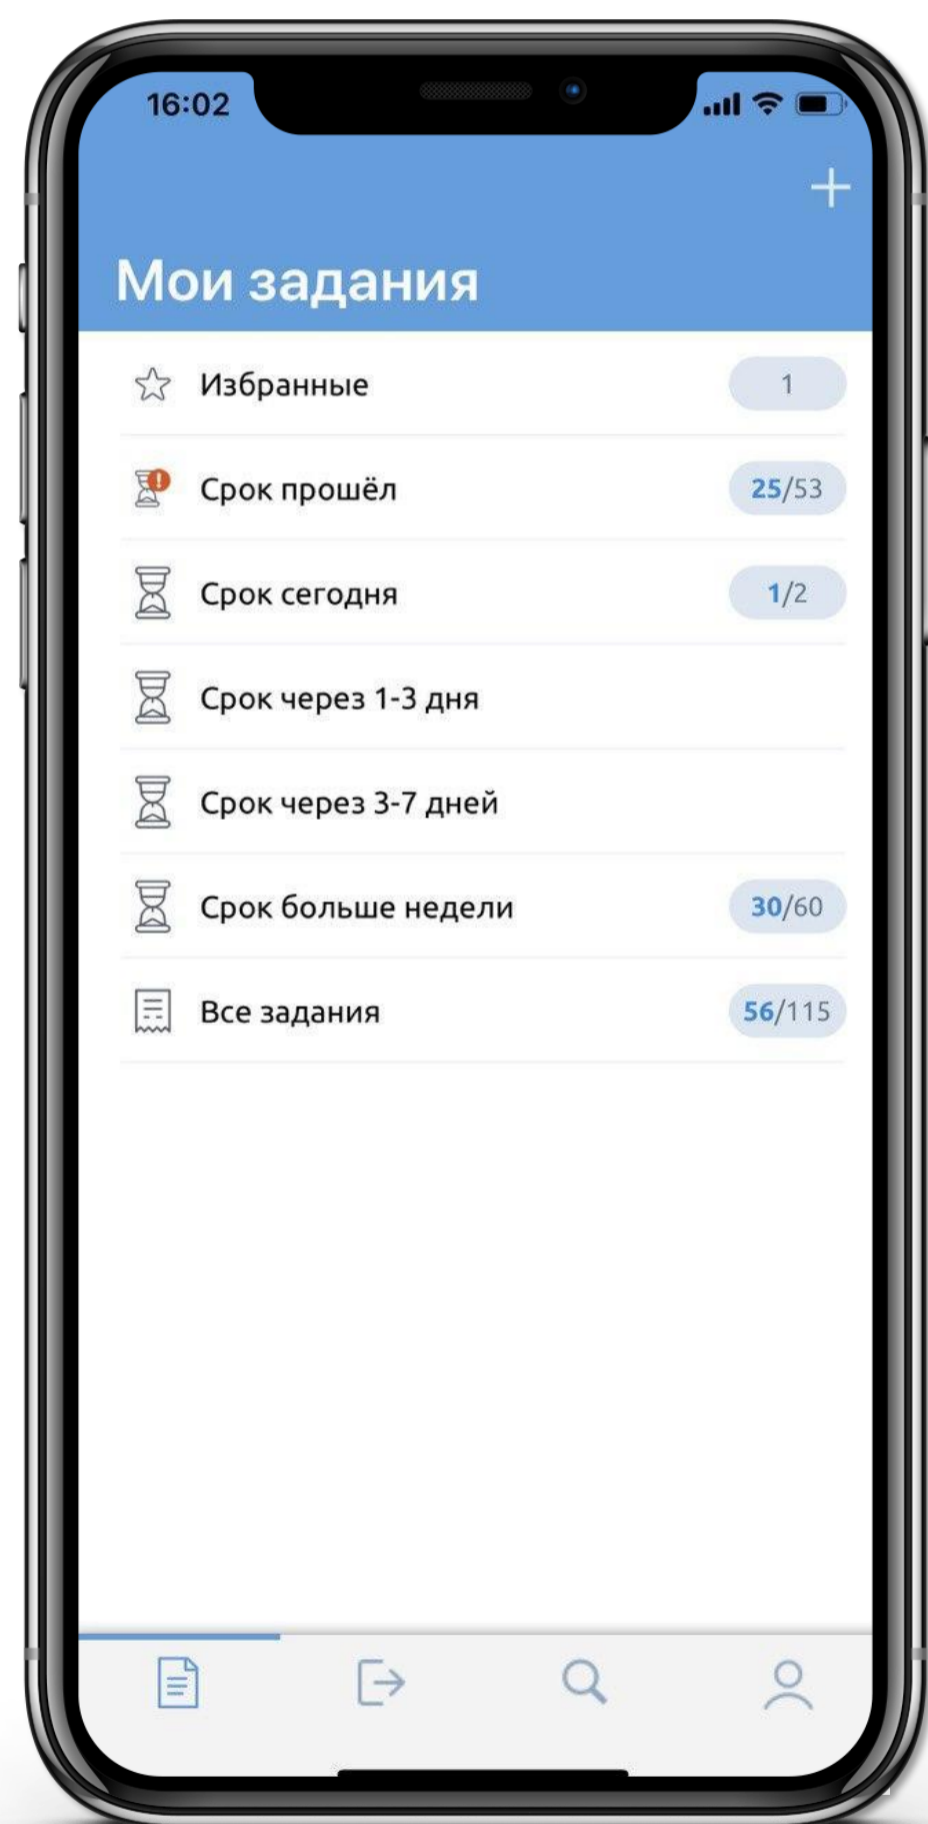 16:02
Мои задания
Избранные 1
Срок прошёл 25/53
Срок сегодня 1/2
Срок через 1-3 дня
Срок через 3-7 дней
Срок больше недели 30/60
Все задания 56/115